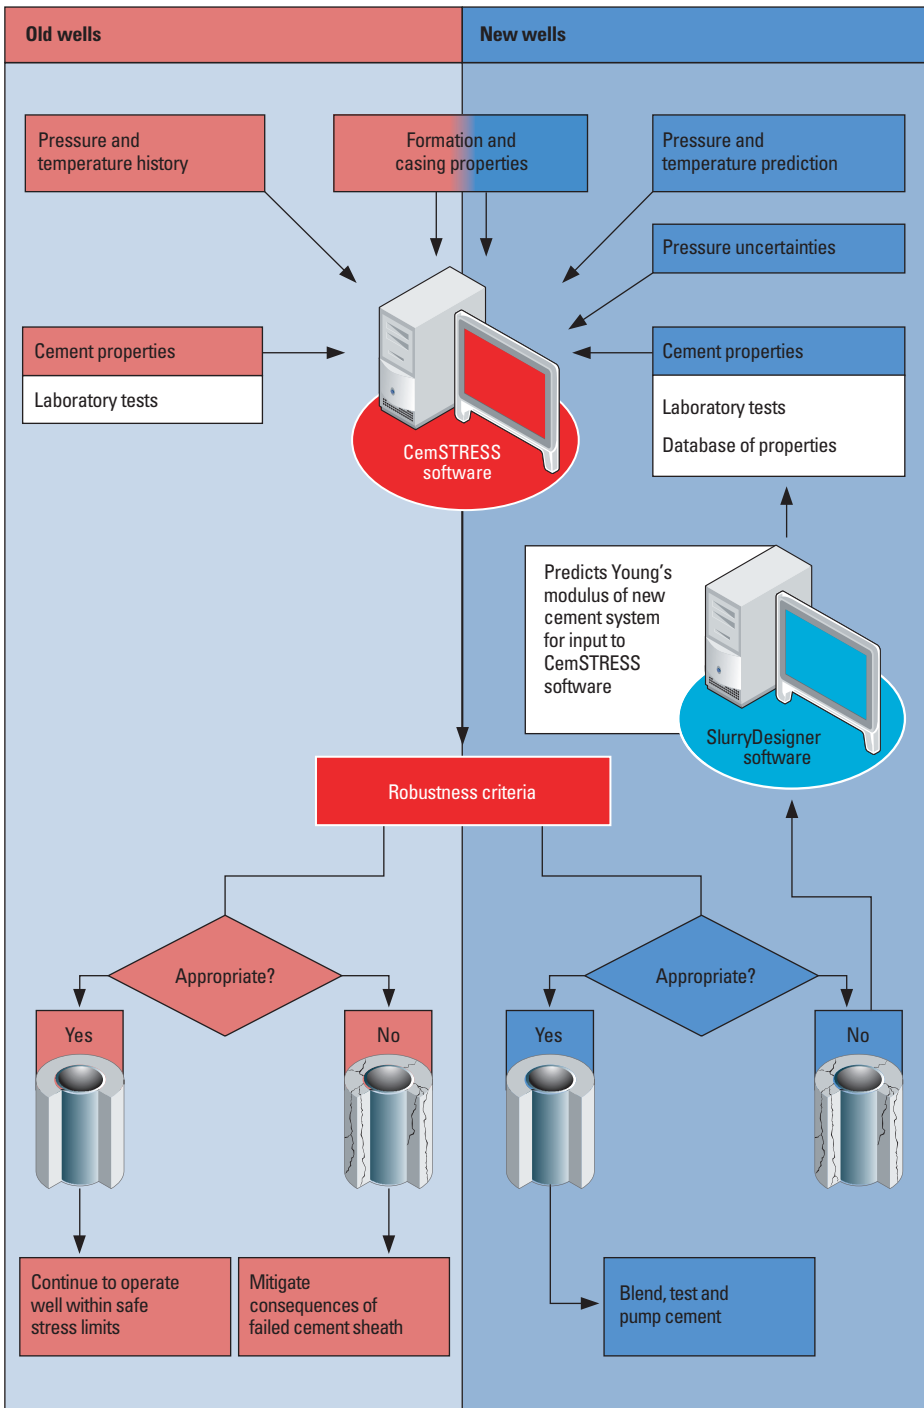 Old wells
New wells
Pressure and
temperature history
Formation and
casing properties
Pressure and
temperature prediction
Pressure uncertainties
Cement properties
Laboratory tests
Cement properties
Laboratory tests
Database of properties
CemSTRESS
software
Predicts Young’s
modulus of new
cement system
for input to
CemSTRESS
software
SlurryDesigner
software
Robustness criteria
Appropriate?
Appropriate?
Yes
No
Yes
No
Continue to operate
well within safe
stress limits
Mitigate
consequences of
failed cement sheath
Blend, test and
pump cement